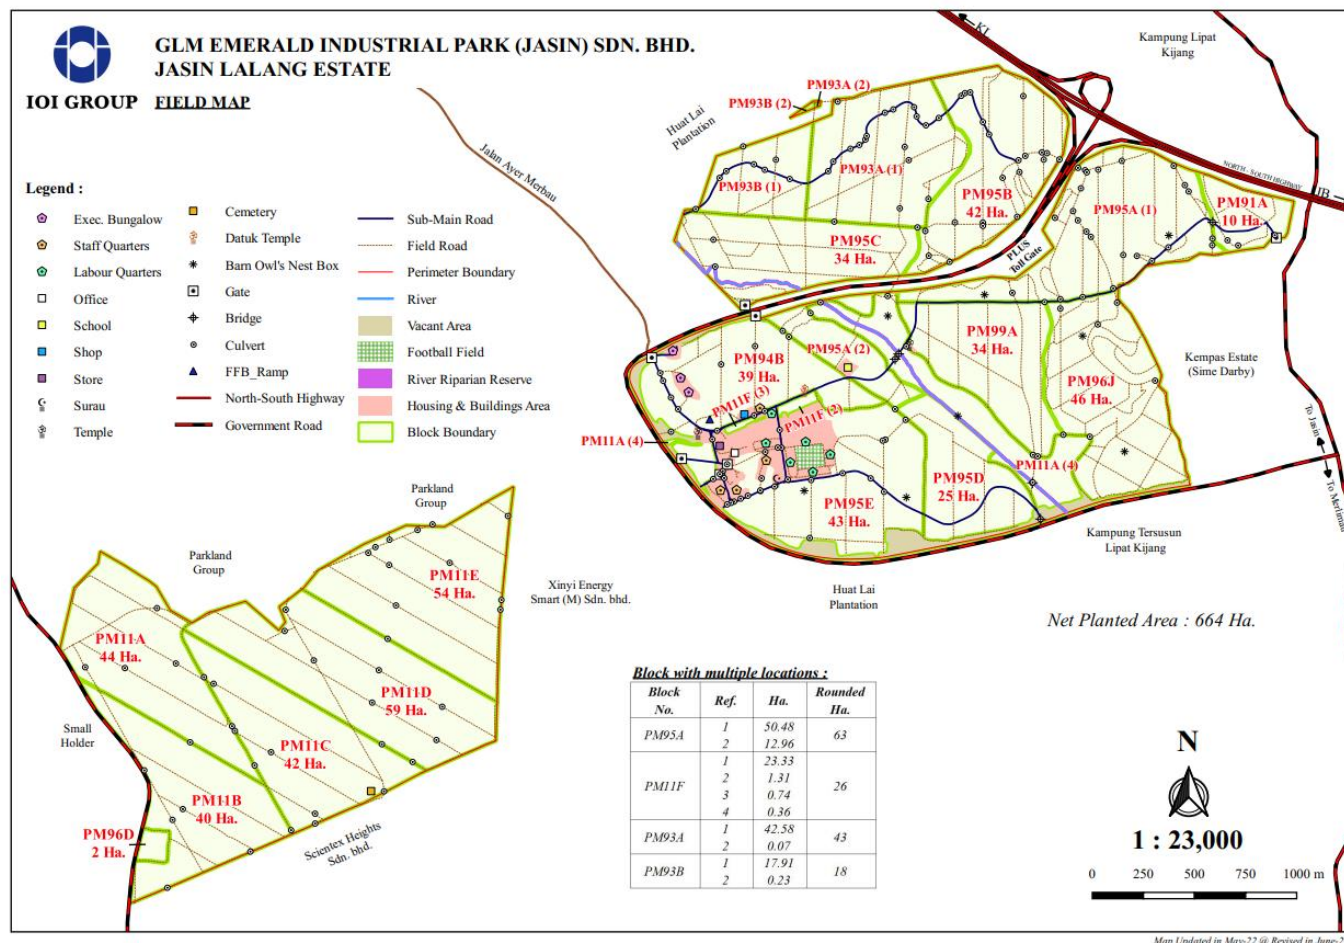 GLM EMERALD INDUSTRIAL PARK (JASIN) SDN. BHD.
JASIN LALANG ESTATE
IOI GROUP
FIELD MAP
Legend :
Exec. Bungalow
Staff Quarters
Labour Quarters
Office
School
Shop
Store
Surau
Temple
Cemetery
Datuk Temple
Barn Owl's Nest Box
Gate
Bridge
Culvert
FFB_Ramp
North-South Highway
Government Road
Sub-Main Road
Field Road
Perimeter Boundary
River
Vacant Area
Football Field
River Riparian Reserve
Housing & Buildings Area
Block Boundary
Jalan Ayer Merbau
Huat Lai
Plantation
PM93A (2)
PM93B (2)
KL
Kampung Lipat
Kijang
PM93B (1)
PM93A (1)
PM95B
42 Ha.
NORTH - SOUTH HIGHWAY
JB
PM95A (1)
PM91A
10 Ha.
PM95C
34 Ha.
PLUS
Toll Gate
PM94B
39 Ha.
PM95A (2)
PM99A
34 Ha.
PM96J
46 Ha.
Kempas Estate
(Sime Darby)
PM11F (3)
PM11F (2)
PM11A (4)
PM11A (4)
To Jasin
To Merlimau
PM95E
43 Ha.
PM95D
25 Ha.
Kampung Tersusun
Lipat Kijang
Huat Lai
Plantation
Xinyi Energy
Smart (M) Sdn. bhd.
Parkland
Group
Parkland
Group
PM11E
54 Ha.
PM11A
44 Ha.
PM11D
59 Ha.
Small
Holder
PM11C
42 Ha.
PM11B
40 Ha.
PM96D
2 Ha.
Scientex Heights
Sdn. bhd.
Net Planted Area : 664 Ha.
Block with multiple locations :
Block No. Ref. Ha. Rounded Ha.
PM95A 1 50.48 63
2 12.96
PM11F 1 23.33 26
2 1.31
3 0.74
4 0.36
PM93A 1 42.58 43
2 0.07
PM93B 1 17.91 18
2 0.23
N
1 : 23,000
0 250 500 750 1000 m
Map Updated in May-22 @ Revised in June-2